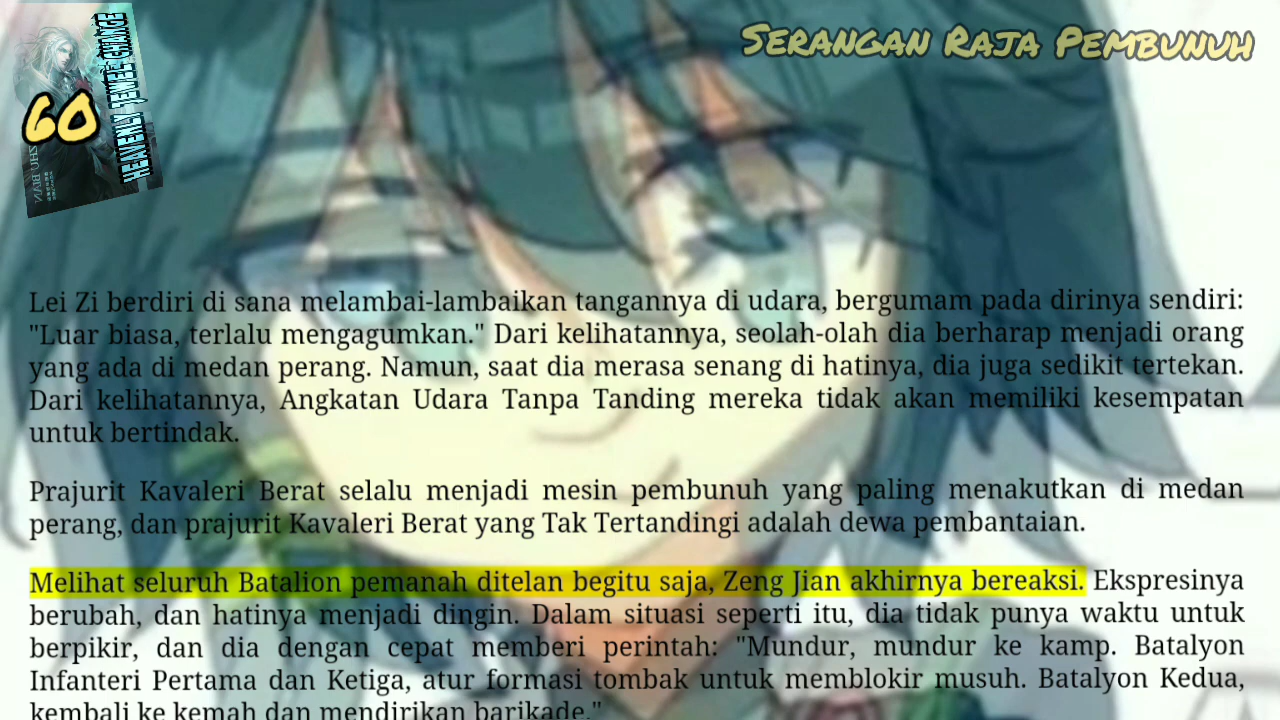 SERANGAN RAJA PEMBUNUH
60
HEAVENLY JEWEL CHANGE
Lei Zi berdiri di sana melambai-lambaikan tangannya di udara, bergumam pada dirinya sendiri:
"Luar biasa, terlalu mengagumkan." Dari kelihatannya, seolah-olah dia berharap menjadi orang
yang ada di medan perang. Namun, saat dia merasa senang di hatinya, dia juga sedikit tertekan.
Dari kelihatannya, Angkatan Udara Tanpa Tanding mereka tidak akan memiliki kesempatan
untuk bertindak.
Prajurit Kavaleri Berat selalu menjadi mesin pembunuh yang paling menakutkan di medan
perang, dan prajurit Kavaleri Berat yang Tak Tertandingi adalah dewa pembantaian.
Melihat seluruh Batalion pemanah ditelan begitu saja, Zeng Jian akhirnya bereaksi. Ekspresinya
berubah, dan hatinya menjadi dingin. Dalam situasi seperti itu, dia tidak punya waktu untuk
berpikir, dan dia dengan cepat memberi perintah: "Mundur, mundur ke kamp. Batalyon
Infanteri Pertama dan Ketiga, atur formasi tombak untuk memblokir musuh. Batalyon Kedua,
kembali ke kemah dan mendirikan barikade."